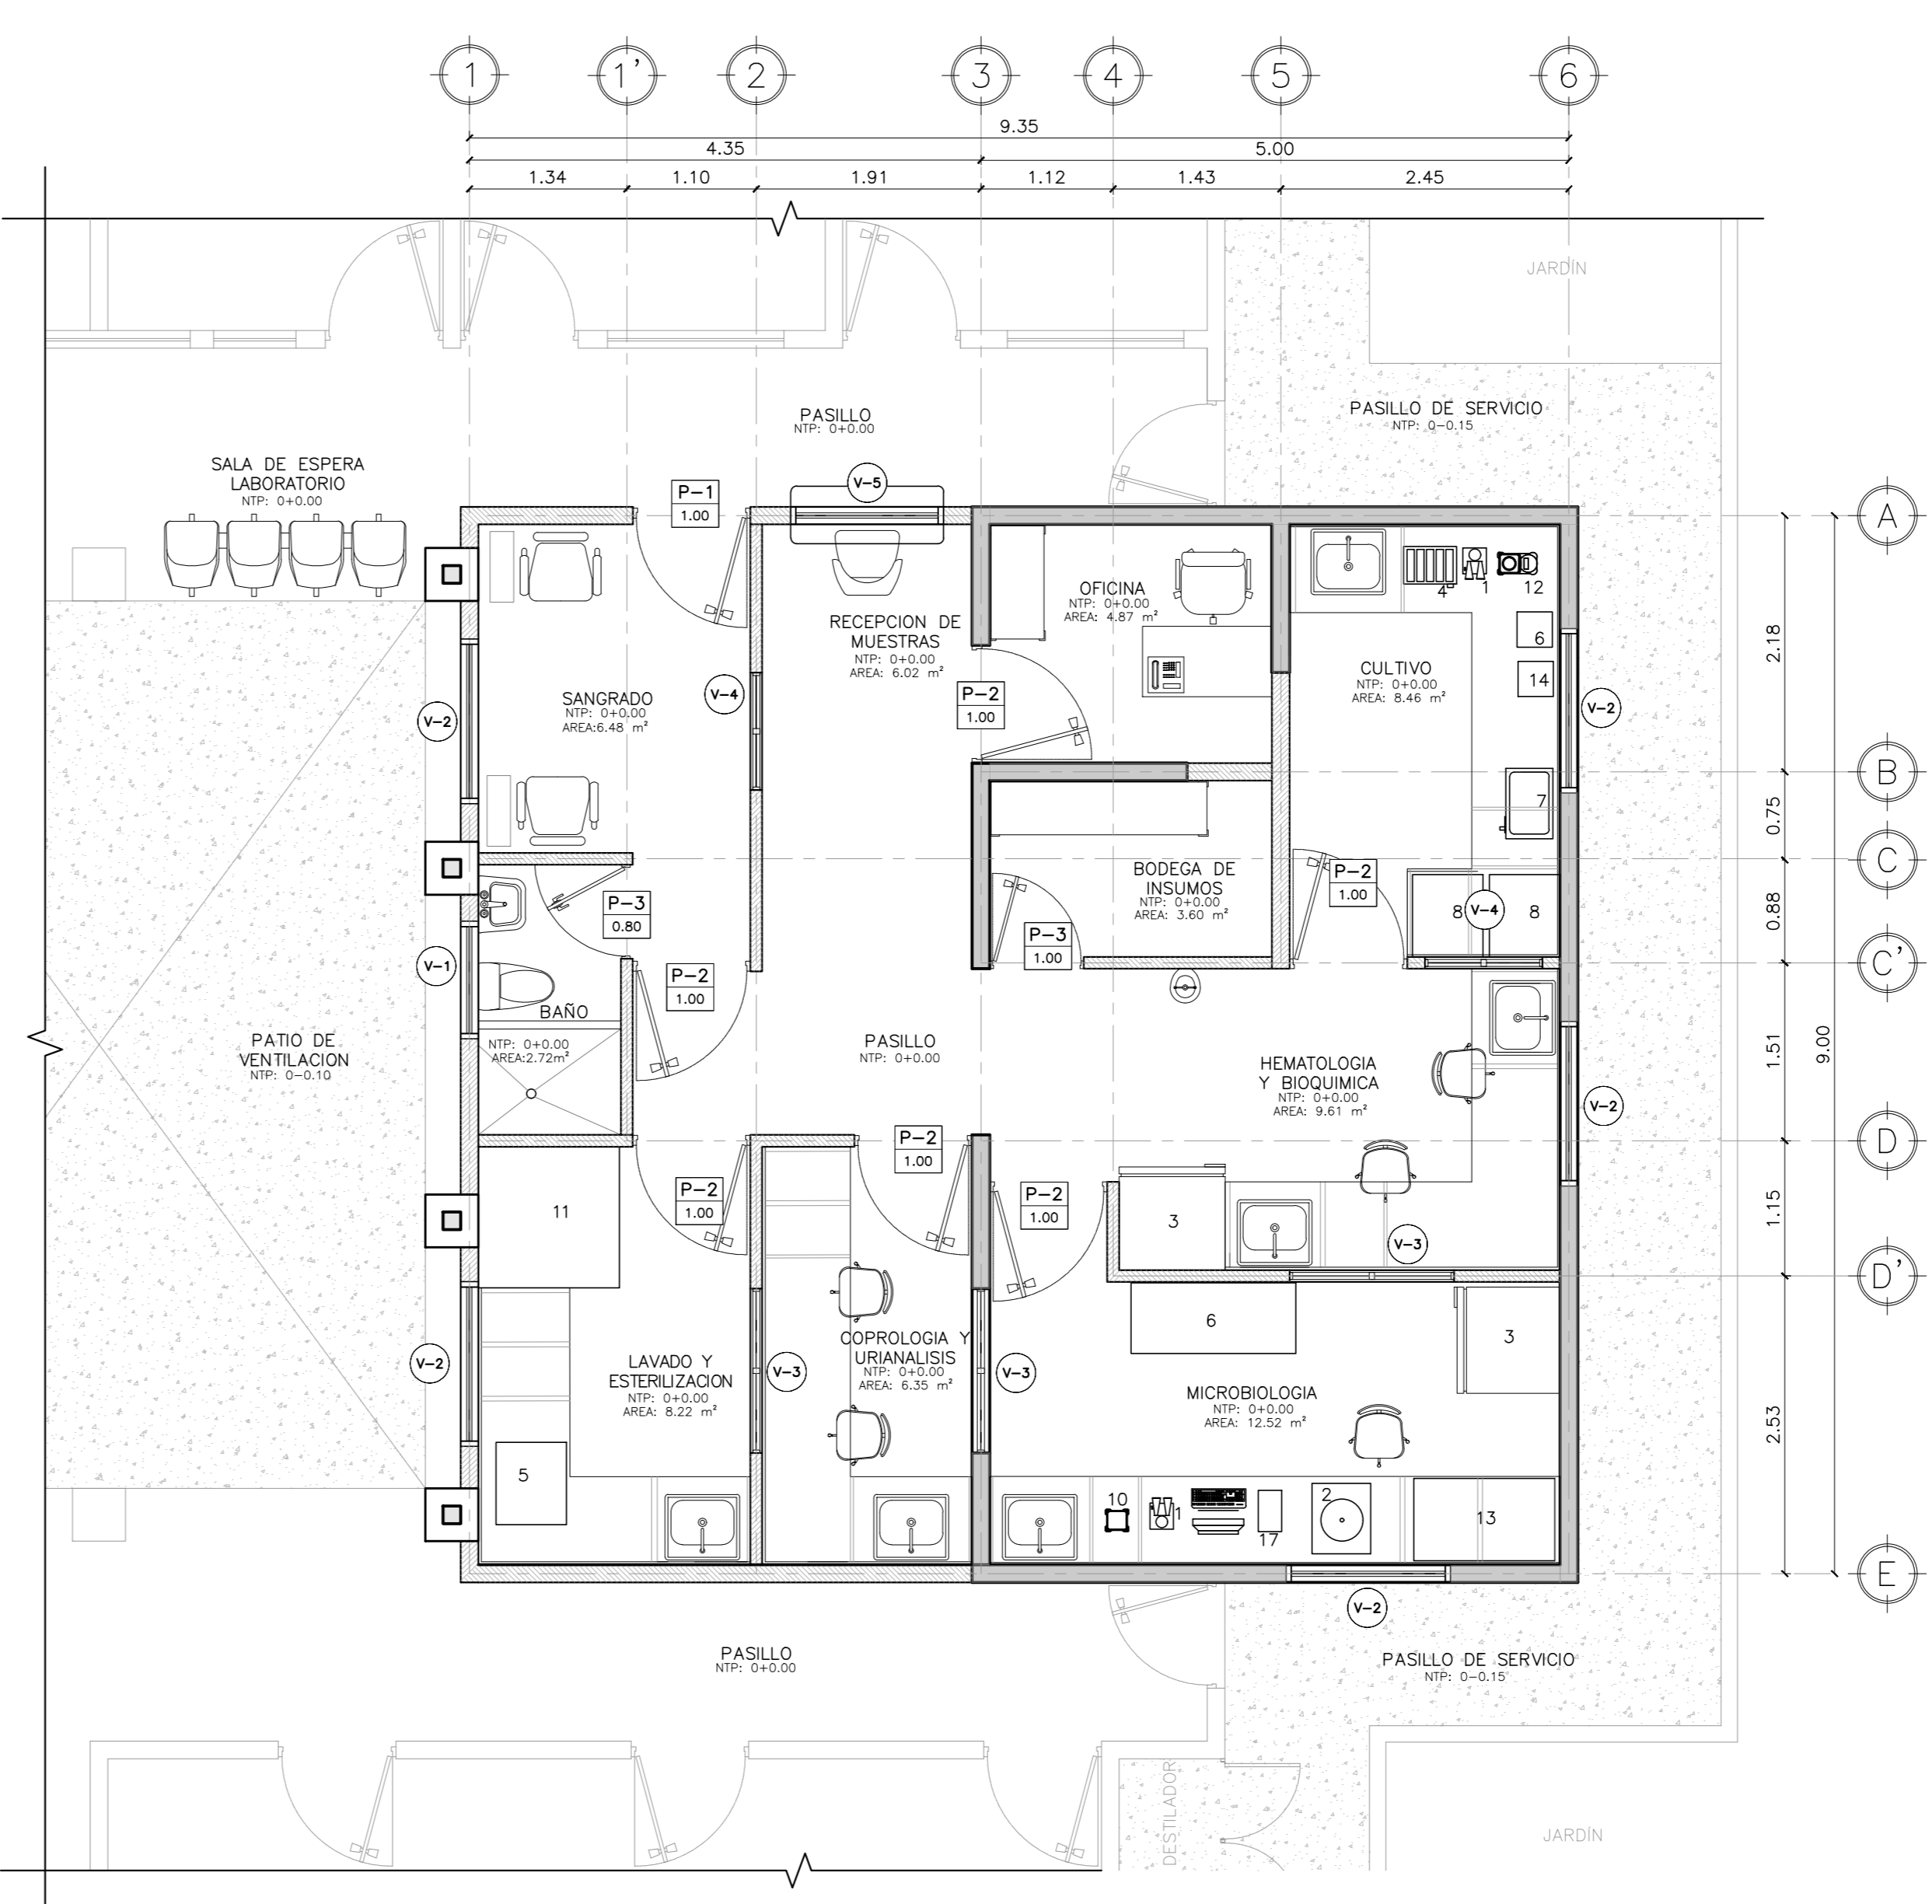 1
1'
2
3
4
5
6
9.35
4.35
5.00
1.34
1.10
1.91
1.12
1.43
2.45
JARDÍN
PASILLO
NTP: 0+0.00
PASILLO DE SERVICIO
NTP: 0-0.15
SALA DE ESPERA
LABORATORIO
NTP: 0+0.00
P-1
1.00
V-5
A
OFICINA
NTP: 0+0.00
AREA: 4.87 m²
4
1
12
RECEPCION DE
MUESTRAS
NTP: 0+0.00
AREA: 6.02 m²
6
2.18
CULTIVO
NTP: 0+0.00
AREA: 8.46 m²
14
SANGRADO
NTP: 0+0.00
AREA:6.48 m²
V-4
P-2
1.00
V-2
V-2
B
7
0.75
C
BODEGA DE
INSUMOS
NTP: 0+0.00
AREA: 3.60 m²
P-2
1.00
P-3
0.80
8
V-4
8
0.88
P-3
1.00
V-1
P-2
1.00
C'
BAÑO
NTP: 0+0.00
AREA:2.72m²
PATIO DE
VENTILACION
NTP: 0-0.10
PASILLO
NTP: 0+0.00
HEMATOLOGIA
Y BIOQUIMICA
NTP: 0+0.00
AREA: 9.61 m²
1.51
9.00
V-2
P-2
1.00
D
P-2
1.00
P-2
1.00
11
3
1.15
V-3
D'
6
3
V-2
LAVADO Y
ESTERILIZACION
NTP: 0+0.00
AREA: 8.22 m²
V-3
COPROLOGIA Y
URIANALISIS
NTP: 0+0.00
AREA: 6.35 m²
V-3
MICROBIOLOGIA
NTP: 0+0.00
AREA: 12.52 m²
2.53
5
10
1
17
2
13
E
V-2
PASILLO
NTP: 0+0.00
PASILLO DE SERVICIO
NTP: 0-0.15
DESTILADOR
JARDÍN